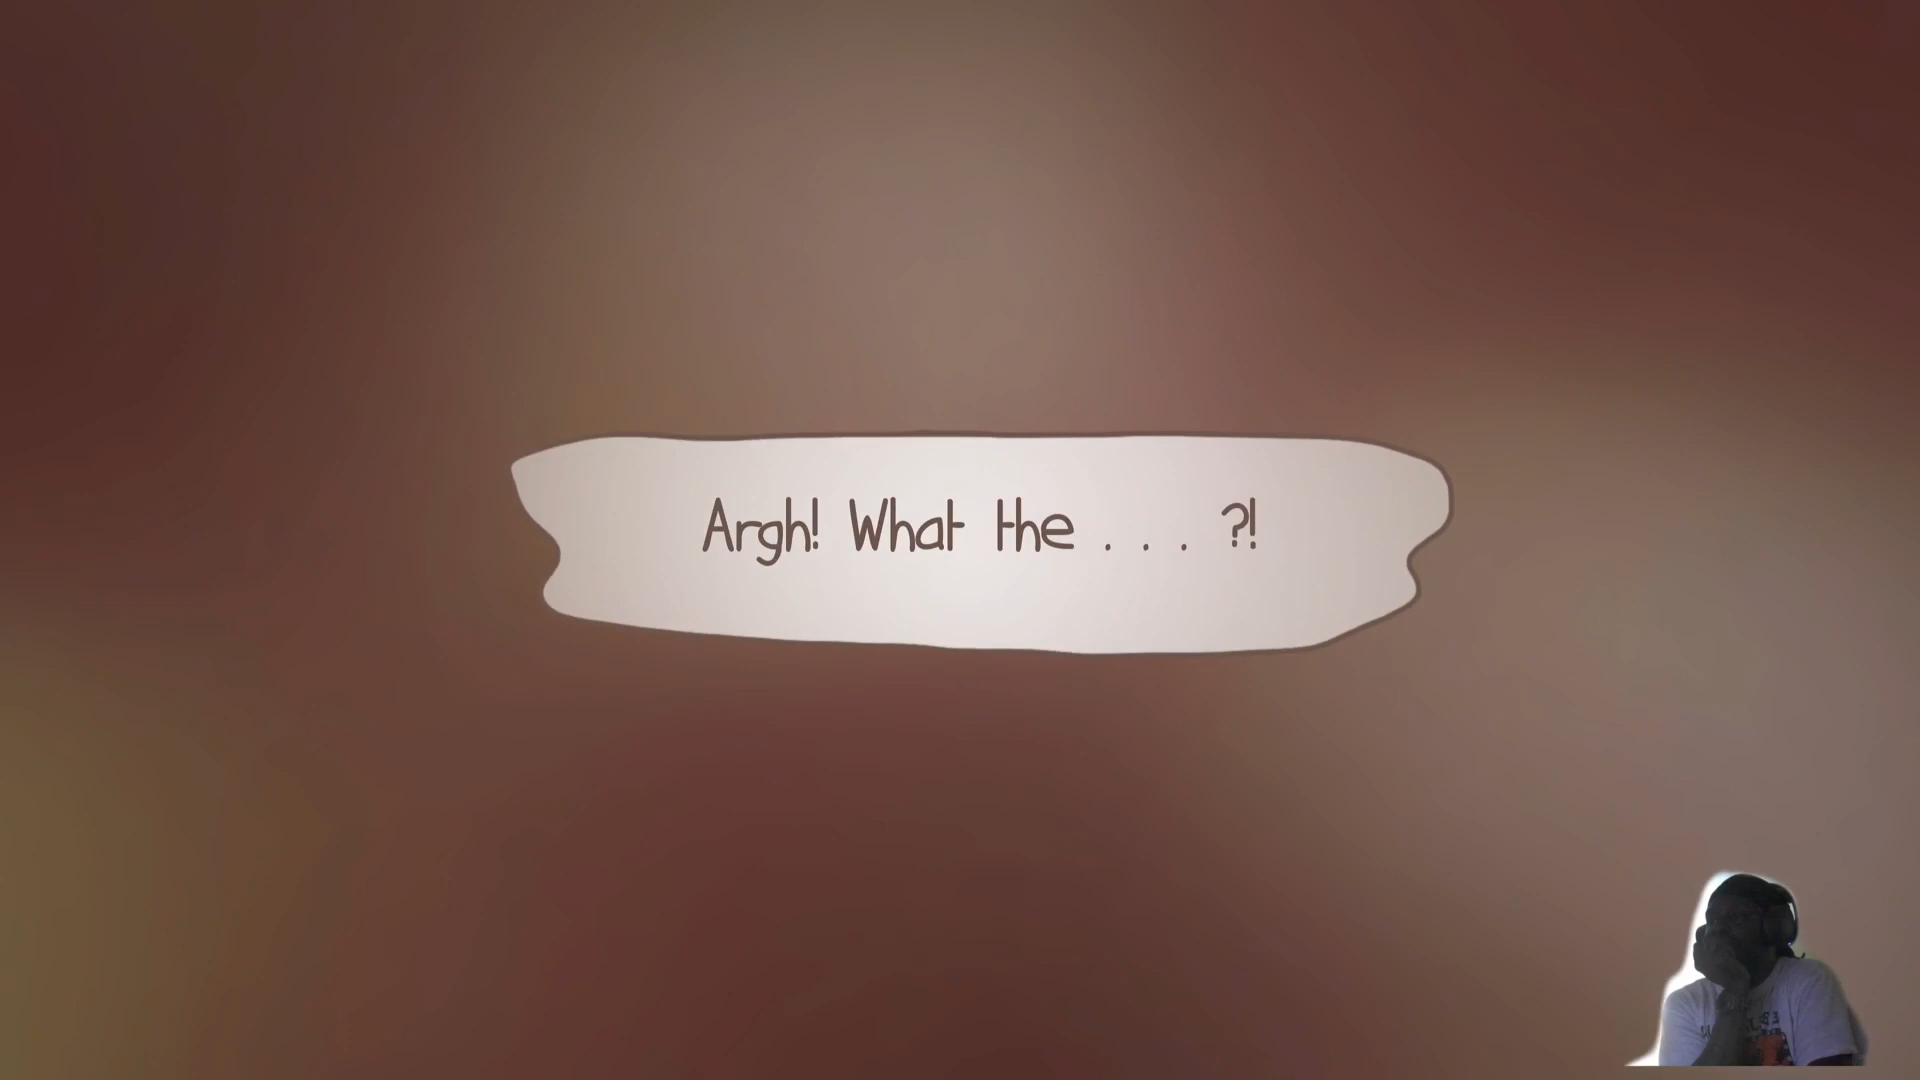 Argh! What the . . . ?!